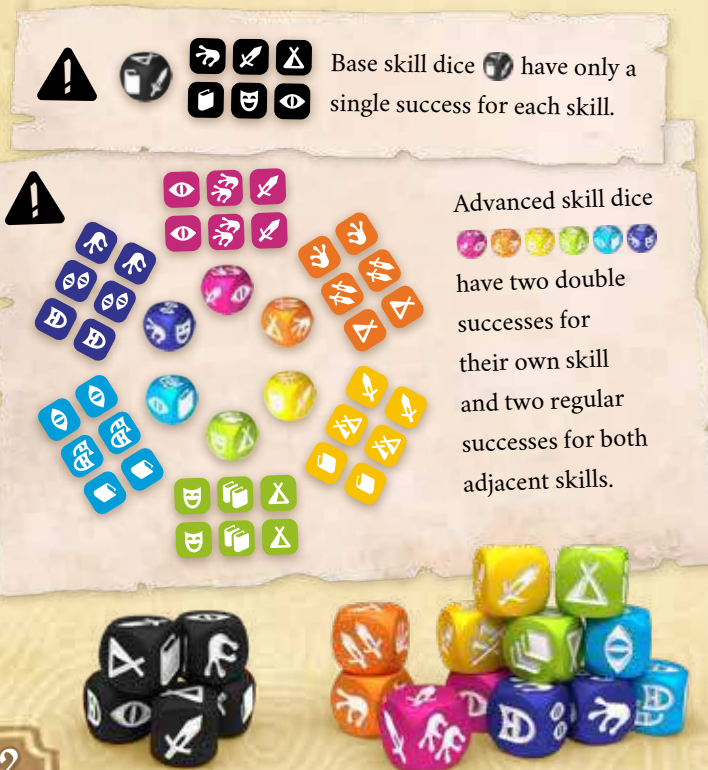 Base skill dice have only a
single success for each skill.
Advanced skill dice
have two double
successes for
their own skill
and two regular
successes for both
adjacent skills.
2